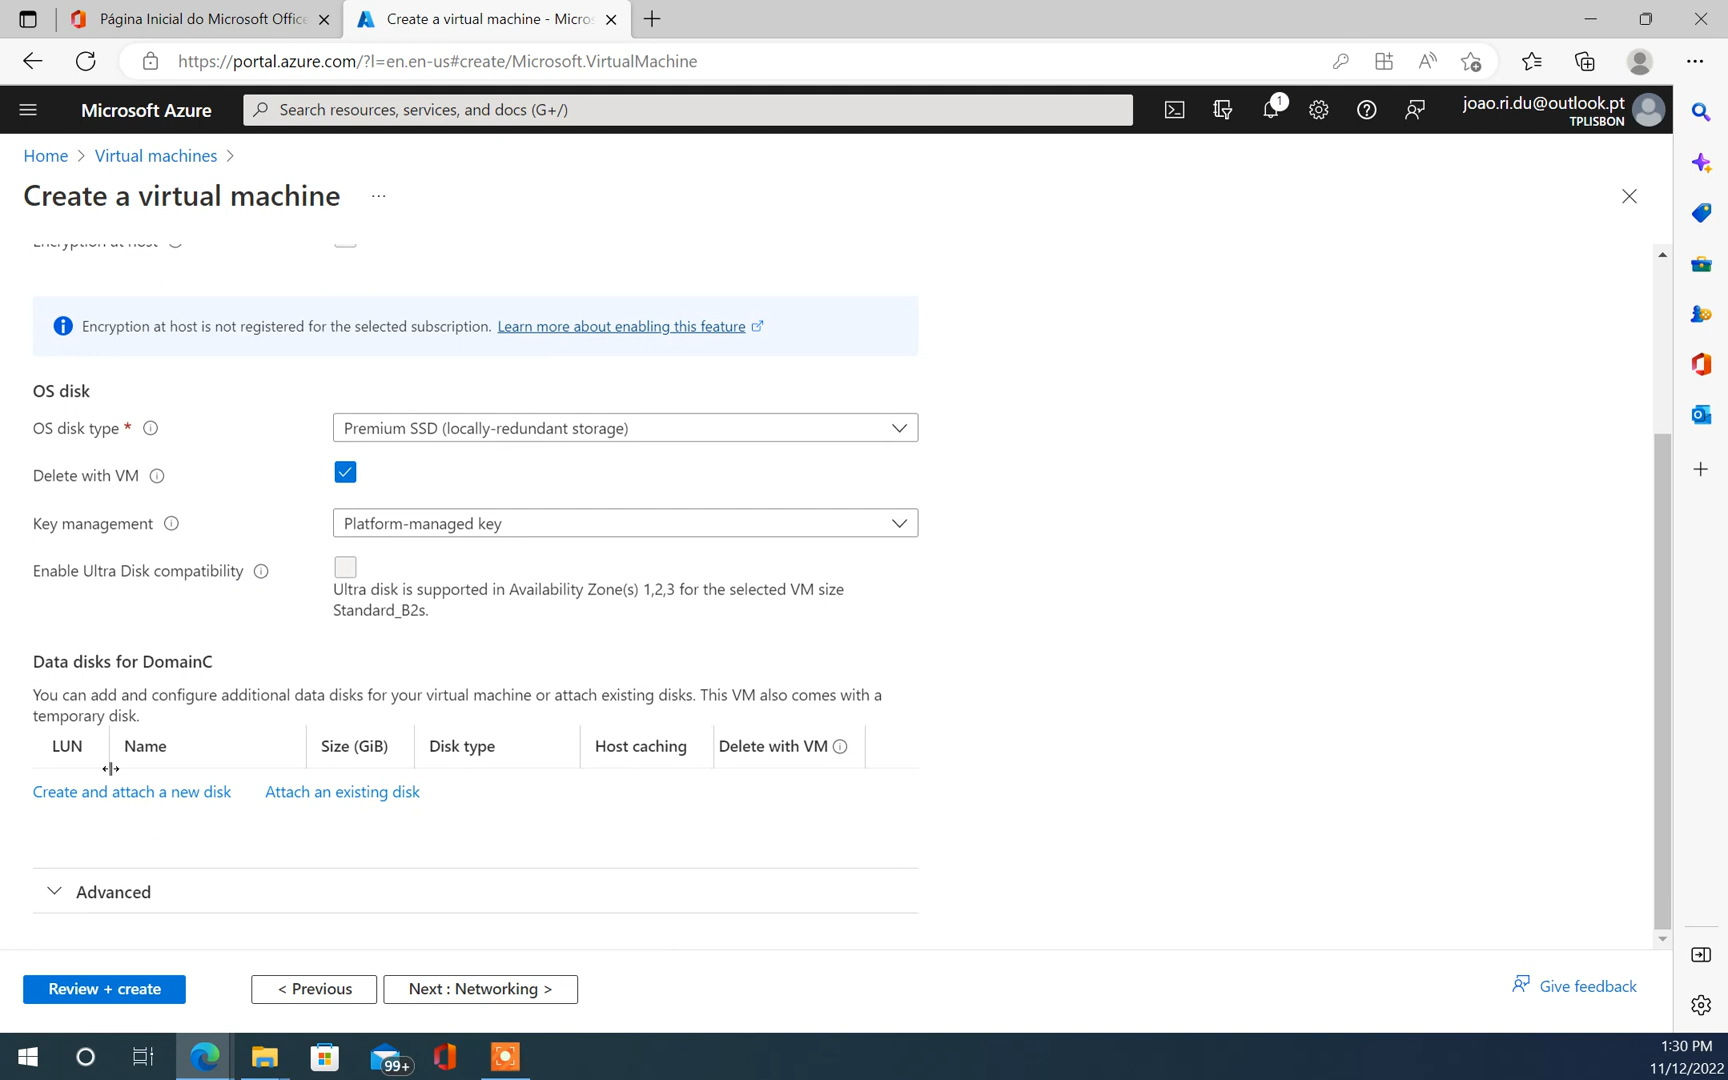 Página Inicial do Microsoft Office
Create a virtual machine - Micros
https://portal.azure.com/?l=en.en-us#create/Microsoft.VirtualMachine
Microsoft Azure
Search resources, services, and docs (G+/)
1
joao.ri.du@outlook.pt
TPLISBON
Home > Virtual machines >
Create a virtual machine ...
Encryption at host
Encryption at host is not registered for the selected subscription. Learn more about enabling this feature
OS disk
OS disk type *
Premium SSD (locally-redundant storage)
Delete with VM
Key management
Platform-managed key
Enable Ultra Disk compatibility
Ultra disk is supported in Availability Zone(s) 1,2,3 for the selected VM size
Standard_B2s.
Data disks for DomainC
You can add and configure additional data disks for your virtual machine or attach existing disks. This VM also comes with a
temporary disk.
LUN Name Size (GiB) Disk type Host caching Delete with VM
Create and attach a new disk Attach an existing disk
Advanced
Review + create
< Previous
Next : Networking >
Give feedback
99+
1:30 PM
11/12/2022